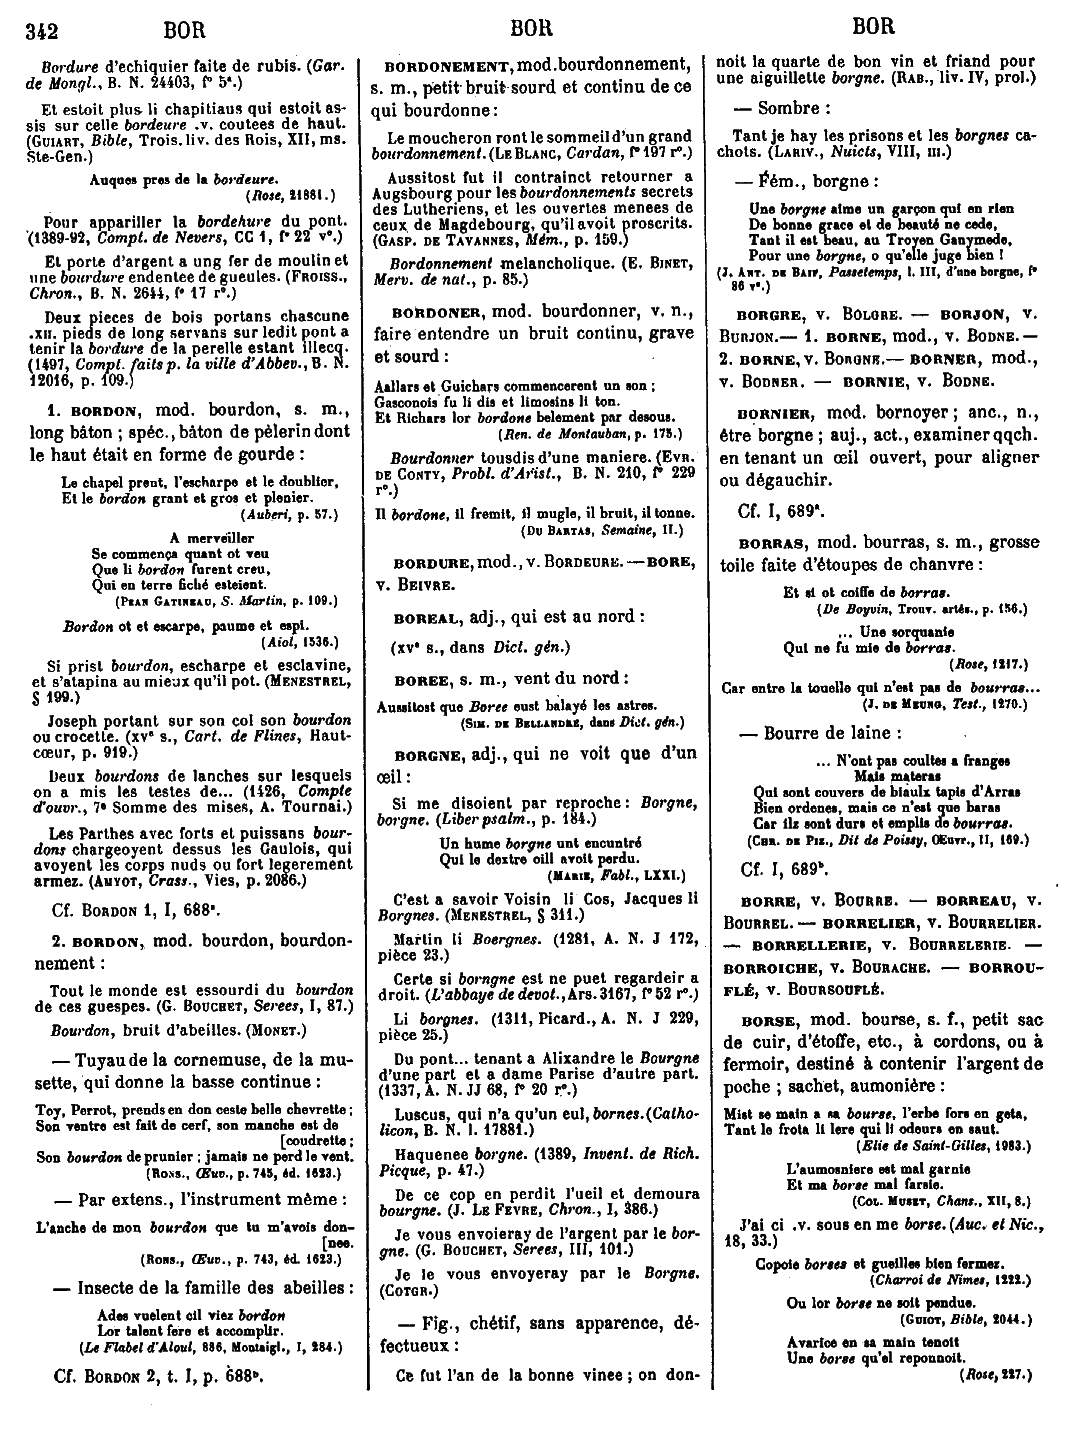 342 BOR BOR BOR
Bordure d'echiquier faite de rubis. (Gar.
de Mongl., B. N. 24403, f° 5ª.)
Et estoit plus li chapitiaus qui estoit as-
sis sur celle bordeure .v. coutees de haut.
(GUIART, Bible, Trois. liv. des Rois, XII, ms.
Ste-Gen.)
Auques pres de la bordeure.
(Rose, 21881.)
Pour appariller la bordehure du pont.
(1389-92, Compt. de Nevers, CC 1, f° 22 v°.)
Et porte d'argent a ung fer de moulin et
une bourdure endentee de gueules. (FROISS.,
Chron., B. N. 2644, f° 17 r°.)
Deux pieces de bois portans chascune
.XII. pieds de long servans sur ledit pont a
tenir la bordure de la perelle estant illecq.
(1497, Compt. faits p. la ville d'Abbev., B. N.
12016, p. 109.)
1. BORDON, mod. bourdon, s. m.,
long bâton ; spéc., bâton de pèlerin dont
le haut était en forme de gourde :
Le chapel prent, l'escharpe et le doublier,
Et le bordon grant et gros et plenier.
(Auberi, p. 57.)
A merveiller
Se commença quant ot veu
Que li bordon furent creu,
Qui en terre fiché esteient.
(PEAN GATINEAU, S. Martin, p. 109.)
Bordon ot et escarpe, paume et espi.
(Aiol, 1536.)
Si prist bourdon, escharpe et esclavine,
et s'atapina au mieux qu'il pot. (MENESTREL,
§ 199.)
Joseph portant sur son col son bourdon
ou crocette. (XVᵉ s., Cart. de Flines, Haut-
cœur, p. 919.)
Deux bourdons de lanches sur lesquels
on a mis les testes de... (1426, Compte
d'ouvr., 7ᵉ Somme des mises, A. Tournai.)
Les Parthes avec forts et puissans bour-
dons chargeoyent dessus les Gaulois, qui
avoyent les corps nuds ou fort legerement
armez. (AMYOT, Crass., Vies, p. 2086.)
Cf. BORDON 1, I, 688ª.
2. BORDON, mod. bourdon, bourdon-
nement :
Tout le monde est essourdi du bourdon
de ces guespes. (G. BOUCHET, Serees, I, 87.)
Bourdon, bruit d'abeilles. (MONET.)
— Tuyau de la cornemuse, de la mu-
sette, qui donne la basse continue :
Toy, Perrot, prends en don ceste belle chevrette ;
Son ventre est fait de cerf, son manche est de
[coudrette ;
Son bourdon de prunier ; jamais ne perd le vent.
(RONS., Œuv., p. 745, éd. 1623.)
— Par extens., l'instrument même :
L'anche de mon bourdon que tu m'avois don-
[nee.
(RONS., Œuv., p. 743, éd. 1623.)
— Insecte de la famille des abeilles :
Ades vuelent cil viez bordon
Lor talent fere et accomplir.
(Le Flabel d'Aloul, 886, Montaigl., I, 284.)
Cf. BORDON 2, t. I, p. 688ᵇ.
BORDONEMENT, mod. bourdonnement,
s. m., petit bruit sourd et continu de ce
qui bourdonne :
Le moucheron ront le sommeil d'un grand
bourdonnement. (LE BLANC, Cardan, f° 197 r°.)
Aussitost fut il contrainct retourner a
Augsbourg pour les bourdonnements secrets
des Lutheriens, et les ouvertes menees de
ceux de Magdebourg, qu'il avoit proscrits.
(GASP. DE TAVANNES, Mém., p. 159.)
Bordonnement melancholique. (E. BINET,
Merv. de nat., p. 85.)
BORDONER, mod. bourdonner, v. n.,
faire entendre un bruit continu, grave
et sourd :
Aallars et Guichars commencerent un son ;
Gasconois fu li dis et limosins li ton.
Et Richars lor bordone belement par desous.
(Ren. de Montauban, p. 175.)
Bourdonner tousdis d'une maniere. (EVR.
DE CONTY, Probl. d'Arist., B. N. 210, f° 229
r°.)
Il bordone, il fremit, il mugle, il bruit, il tonne.
(DU BARTAS, Semaine, II.)
BORDURE, mod., v. BORDEURE. — BORE,
v. BEIVRE.
BOREAL, adj., qui est au nord :
(XVᵉ s., dans Dict. gén.)
BOREE, s. m., vent du nord :
Aussitost que Boree eust balayé les astres.
(SIM. DE BELLANDRE, dans Dict. gén.)
BORGNE, adj., qui ne voit que d'un
œil :
Si me disoient par reproche : Borgne,
borgne. (Liber psalm., p. 184.)
Un hume borgne unt encuntré
Qui le destre oill avoit perdu.
(MARIE, Fabl., LXXI.)
C'est a savoir Voisin li Cos, Jacques li
Borgnes. (MENESTREL, § 311.)
Martin li Boergnes. (1281, A. N. J 172,
pièce 23.)
Certe si borngne est ne puet regardeir a
droit. (L'abbaye de devot., Ars. 3167, f° 52 r°.)
Li borgnes. (1311, Picard., A. N. J 229,
pièce 25.)
Du pont... tenant a Alixandre le Bourgne
d'une part et a dame Parise d'autre part.
(1337, A. N. JJ 68, f° 20 r°.)
Luscus, qui n'a qu'un eul, bornes. (Catho-
licon, B. N. l. 17881.)
Haquenee borgne. (1389, Invent. de Rich.
Picque, p. 47.)
De ce cop en perdit l'ueil et demoura
bourgne. (J. LE FEVRE, Chron., I, 386.)
Je vous envoieray de l'argent par le bor-
gne. (G. BOUCHET, Serees, III, 101.)
Je le vous envoyeray par le Borgne.
(COTGR.)
— Fig., chétif, sans apparence, dé-
fectueux :
Ce fut l'an de la bonne vinee ; on don-
noit la quarte de bon vin et friand pour
une aiguillette borgne. (RAB., liv. IV, prol.)
— Sombre :
Tant je hay les prisons et les borgnes ca-
chots. (LARIV., Nuicts, VIII, III.)
— Fém., borgne :
Une borgne aime un garçon qui en rien
De bonne grace et de beauté ne cede,
Tant il est beau, au Troyen Ganymede,
Pour une borgne, o qu'elle juge bien !
(J. ANT. DE BAIF, Passetemps, l. III, d'une borgne, f°
86 v°.)
BORGRE, v. BOLGRE. — BORJON, v.
BURJON. — 1. BORNE, mod., v. BODNE. —
2. BORNE, v. BORGNE. — BORNER, mod.,
v. BODNER. — BORNIE, v. BODNE.
BORNIER, mod. bornoyer ; anc., n.,
être borgne ; auj., act., examiner qqch.
en tenant un œil ouvert, pour aligner
ou dégauchir.
Cf. I, 689ª.
BORRAS, mod. bourras, s. m., grosse
toile faite d'étoupes de chanvre :
Et si ot coiffe de borras.
(De Boyvin, Trouv. artés., p. 156.)
... Une sorquanie
Qui ne fu mie de borras.
(Rose, 1217.)
Car entre la touelle qui n'est pas de bourras...
(J. DE MEUNG, Test., 1270.)
— Bourre de laine :
... N'ont pas coultes a franges
Mais materas
Qui sont couvers de biaulx tapis d'Arras
Bien ordenes, mais ce n'est que baras
Car ilz sont durs et emplis de bourras.
(CHR. DE PIZ., Dit de Poissy, Œuvr., II, 169.)
Cf. I, 689ᵇ.
BORRE, v. BOURRE. — BORREAU, v.
BOURREL. — BORRELIER, v. BOURRELIER.
— BORRELLERIE, v. BOURRELERIE. —
BORROICHE, v. BOURACHE. — BORROU-
FLÉ, v. BOURSOUFLÉ.
BORSE, mod. bourse, s. f., petit sac
de cuir, d'étoffe, etc., à cordons, ou à
fermoir, destiné à contenir l'argent de
poche ; sachet, aumonière :
Mist se main a sa bourse, l'erbe fors en geta,
Tant le frota li lere qui li odeurs en saut.
(Elie de Saint-Gilles, 1983.)
L'aumosniere est mal garnie
Et ma borse mal farsie.
(COL. MUSET, Chans., XII, 8.)
J'ai ci .v. sous en me borse. (Auc. et Nic.,
18, 33.)
Copoie borses et gueilles bien fermez.
(Charroi de Nimes, 1222.)
Ou lor borse ne soit pendue.
(GUIOT, Bible, 2044.)
Avarice en sa main tenoit
Une borse qu'el reponnoit.
(Rose, 227.)